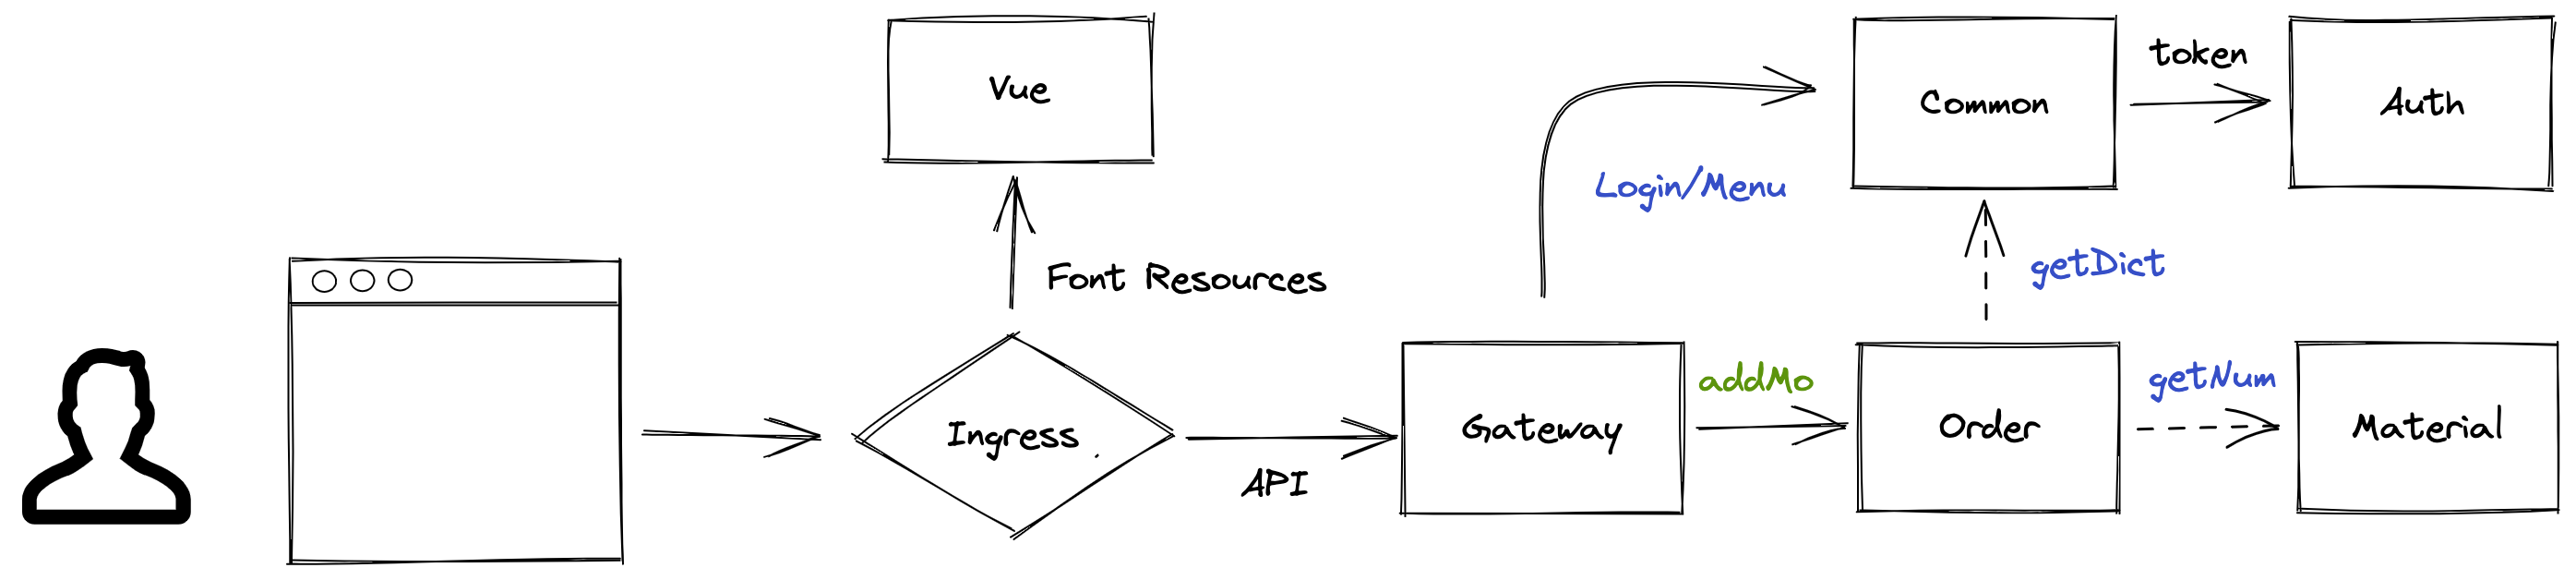 Vue
Common
token
Auth
Login/Menu
Font Resources
getDict
Ingress
API
Gateway
addMo
Order
getNum
Material